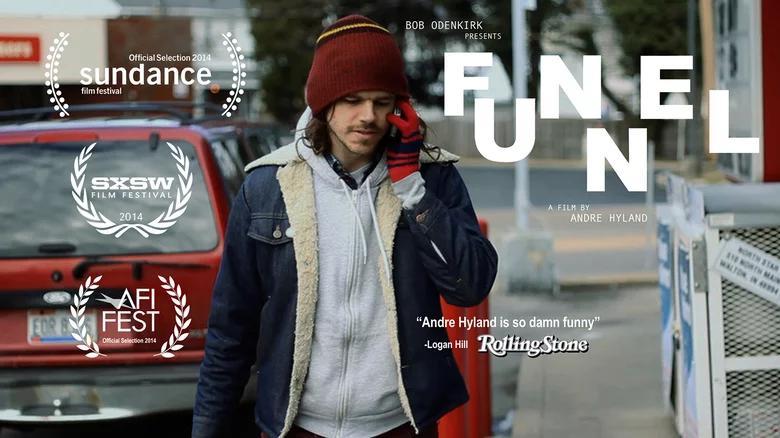 BOB ODENKIRK
PRESENTS
FUNNEL
A FILM BY
ANDRE HYLAND
Official Selection 2014
sundance
film festival
SXSW
FILM FESTIVAL
2014
AFI
FEST
Official Selection 2014
“Andre Hyland is so damn funny”
-Logan Hill RollingStone